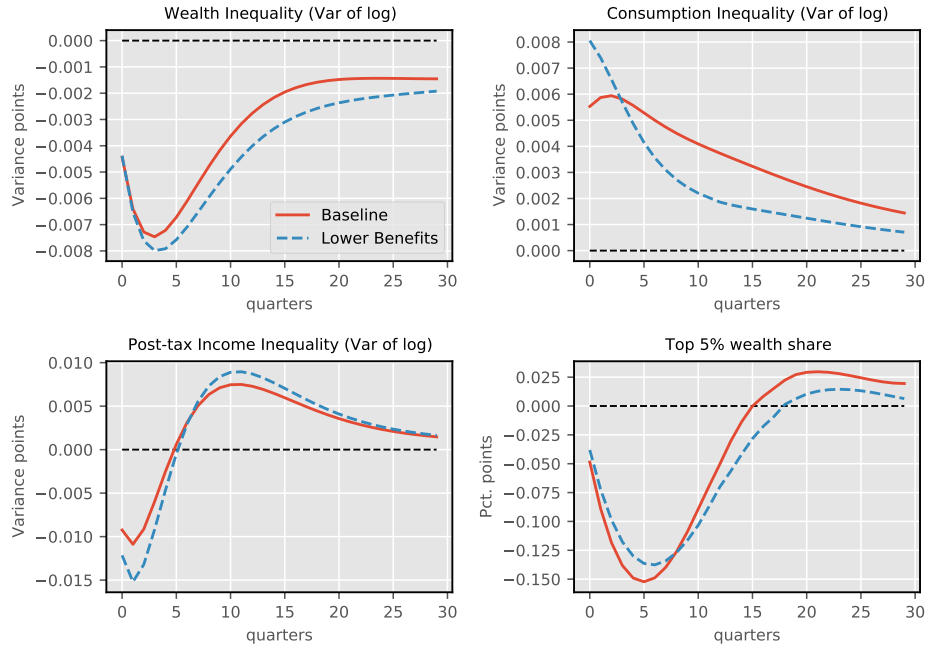 Wealth Inequality (Var of log)
Variance points
0.000
−0.001
−0.002
−0.003
−0.004
−0.005
−0.006
−0.007
−0.008
Baseline
Lower Benefits
0 5 10 15 20 25 30
quarters
Consumption Inequality (Var of log)
Variance points
0.008
0.007
0.006
0.005
0.004
0.003
0.002
0.001
0.000
0 5 10 15 20 25 30
quarters
Post-tax Income Inequality (Var of log)
Variance points
0.010
0.005
0.000
−0.005
−0.010
−0.015
0 5 10 15 20 25 30
quarters
Top 5% wealth share
Pct. points
0.025
0.000
−0.025
−0.050
−0.075
−0.100
−0.125
−0.150
0 5 10 15 20 25 30
quarters